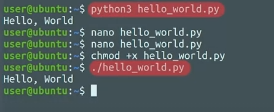 user@ubuntu:~$ python3 hello_world.py
Hello, World
user@ubuntu:~$ nano hello_world.py
user@ubuntu:~$ nano hello_world.py
user@ubuntu:~$ chmod +x hello_world.py
user@ubuntu:~$ ./hello_world.py
Hello, World
user@ubuntu:~$